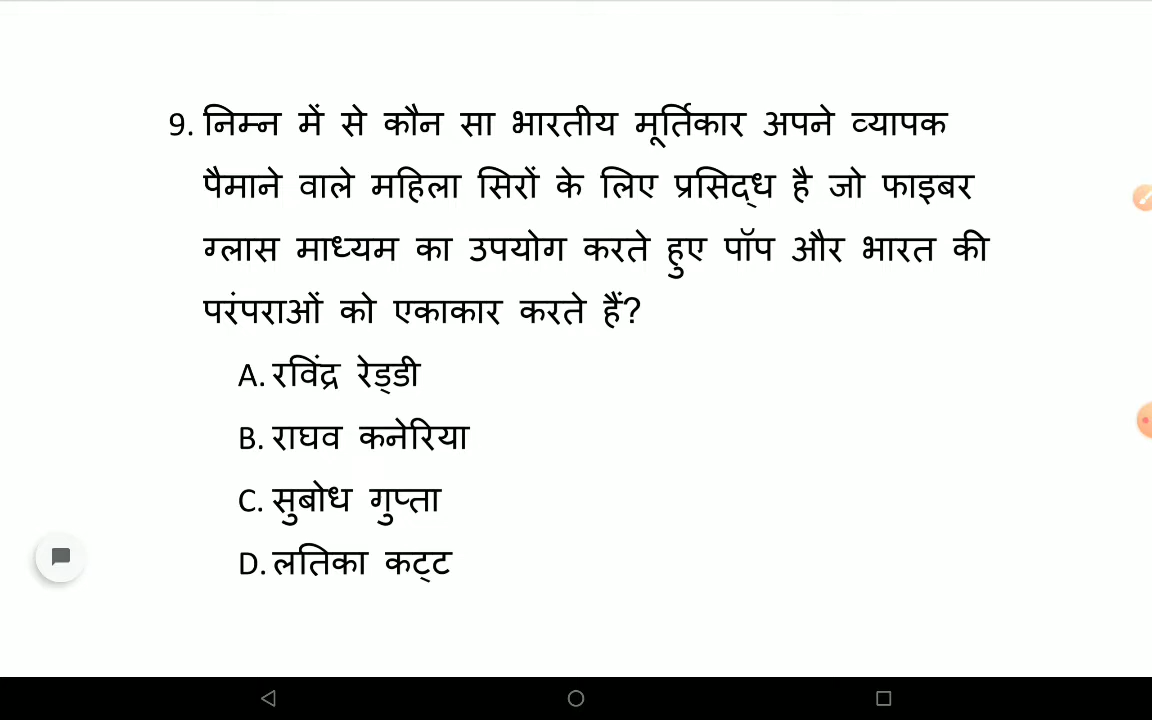 9. निम्न में से कौन सा भारतीय मूर्तिकार अपने व्यापक
पैमाने वाले महिला सिरों के लिए प्रसिद्ध है जो फाइबर
ग्लास माध्यम का उपयोग करते हुए पॉप और भारत की
परंपराओं को एकाकार करते हैं?
A. रविंद्र रेड्डी
B. राघव कनेरिया
C. सुबोध गुप्ता
D. लतिका कट्ट